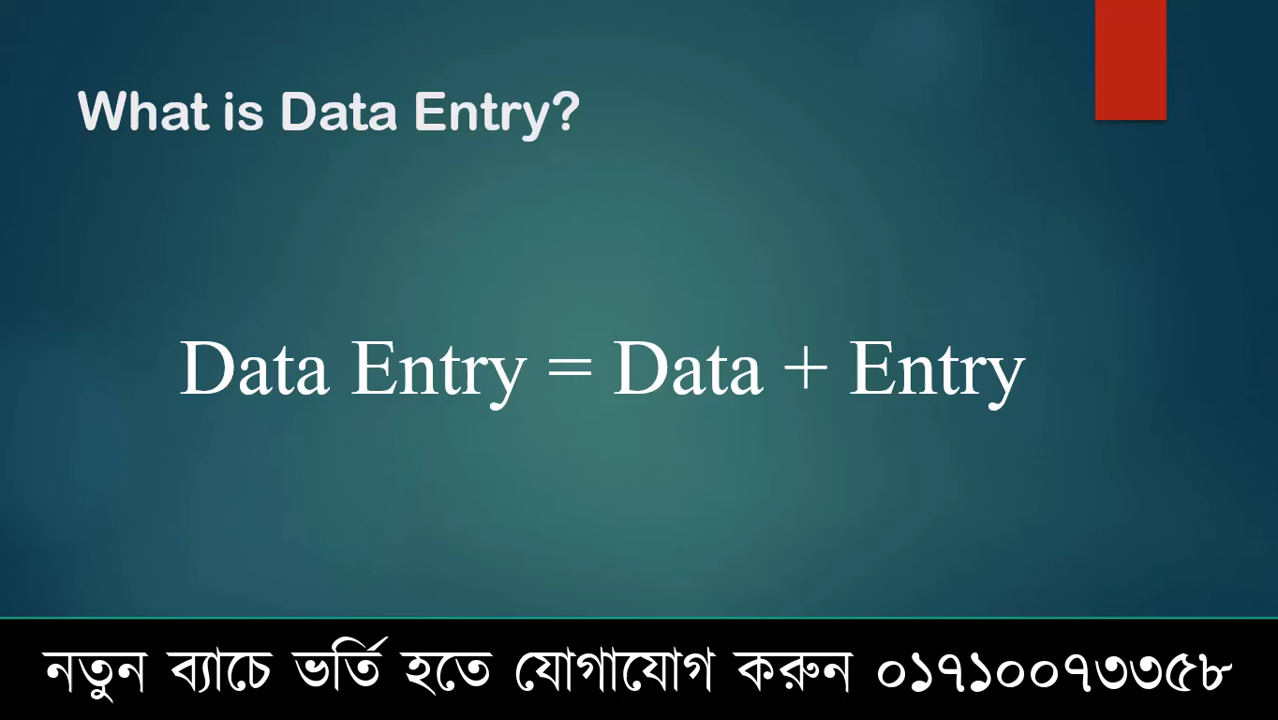 What is Data Entry?
Data Entry = Data + Entry
নতুন ব্যাচে ভর্তি হতে যোগাযোগ করুন ০১৭১০০৭৩৩৫৮